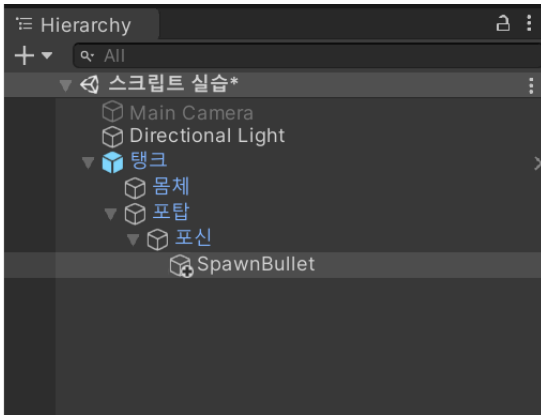 Hierarchy
All
스크립트 실습*
Main Camera
Directional Light
탱크
몸체
포탑
포신
SpawnBullet